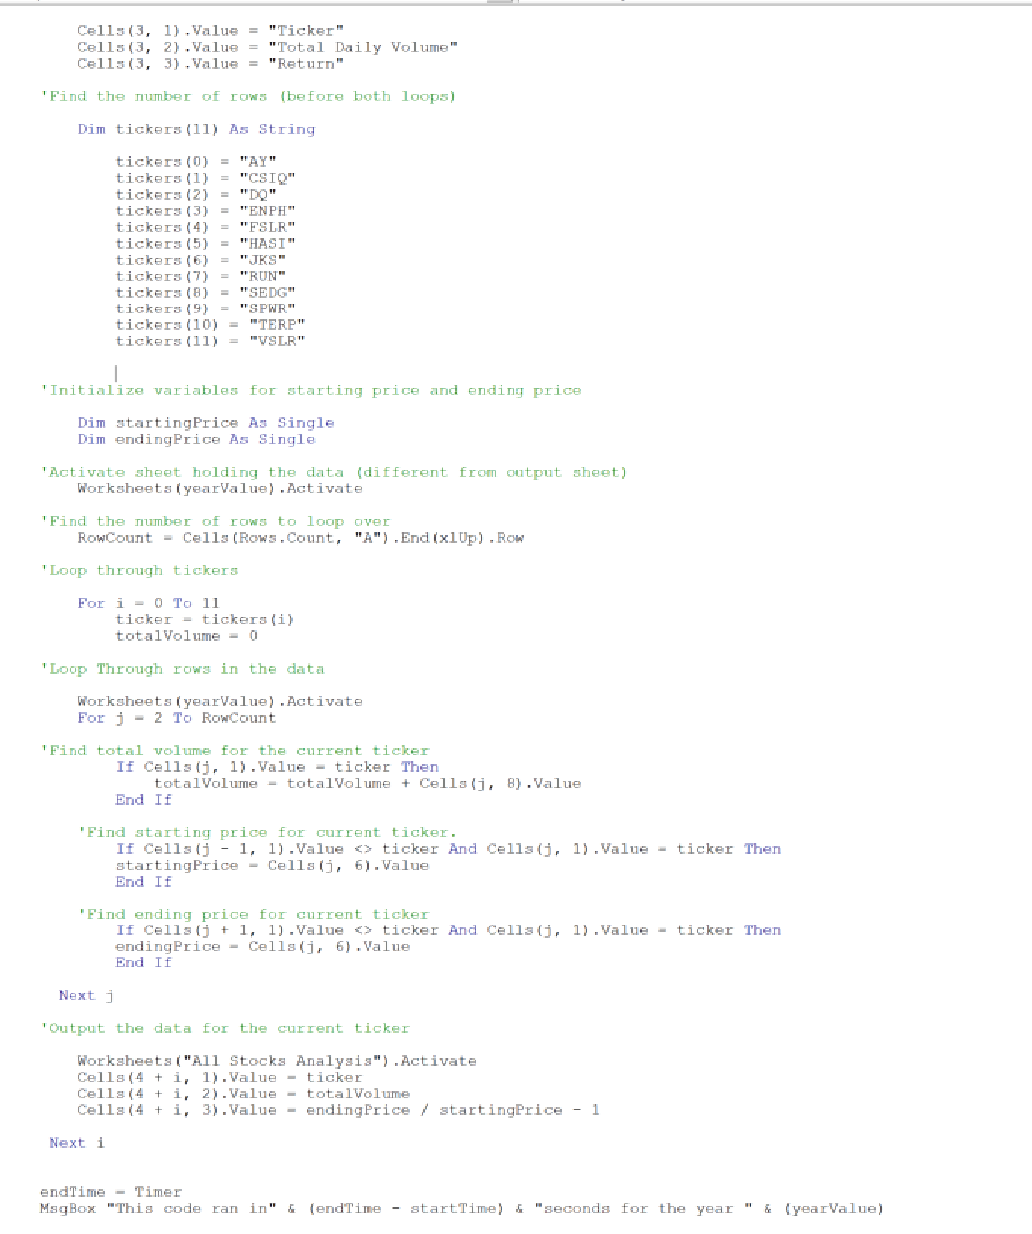 Cells(3, 1).Value = "Ticker"
Cells(3, 2).Value = "Total Daily Volume"
Cells(3, 3).Value = "Return"
'Find the number of rows (before both loops)
Dim tickers(11) As String
tickers(0) = "AY"
tickers(1) = "CSIQ"
tickers(2) = "DQ"
tickers(3) = "ENPH"
tickers(4) = "FSLR"
tickers(5) = "HASI"
tickers(6) = "JKS"
tickers(7) = "RUN"
tickers(8) = "SEDG"
tickers(9) = "SPWR"
tickers(10) = "TERP"
tickers(11) = "VSLR"
'Initialize variables for starting price and ending price
Dim startingPrice As Single
Dim endingPrice As Single
'Activate sheet holding the data (different from output sheet)
Worksheets(yearValue).Activate
'Find the number of rows to loop over
RowCount = Cells(Rows.Count, "A").End(xlUp).Row
'Loop through tickers
For i = 0 To 11
ticker = tickers(i)
totalVolume = 0
'Loop Through rows in the data
Worksheets(yearValue).Activate
For j = 2 To RowCount
'Find total volume for the current ticker
If Cells(j, 1).Value = ticker Then
totalVolume = totalVolume + Cells(j, 8).Value
End If
'Find starting price for current ticker.
If Cells(j - 1, 1).Value <> ticker And Cells(j, 1).Value = ticker Then
startingPrice = Cells(j, 6).Value
End If
'Find ending price for current ticker
If Cells(j + 1, 1).Value <> ticker And Cells(j, 1).Value = ticker Then
endingPrice = Cells(j, 6).Value
End If
Next j
'Output the data for the current ticker
Worksheets("All Stocks Analysis").Activate
Cells(4 + i, 1).Value = ticker
Cells(4 + i, 2).Value = totalVolume
Cells(4 + i, 3).Value = endingPrice / startingPrice - 1
Next i
endTime = Timer
MsgBox "This code ran in" & (endTime - startTime) & "seconds for the year " & (yearValue)